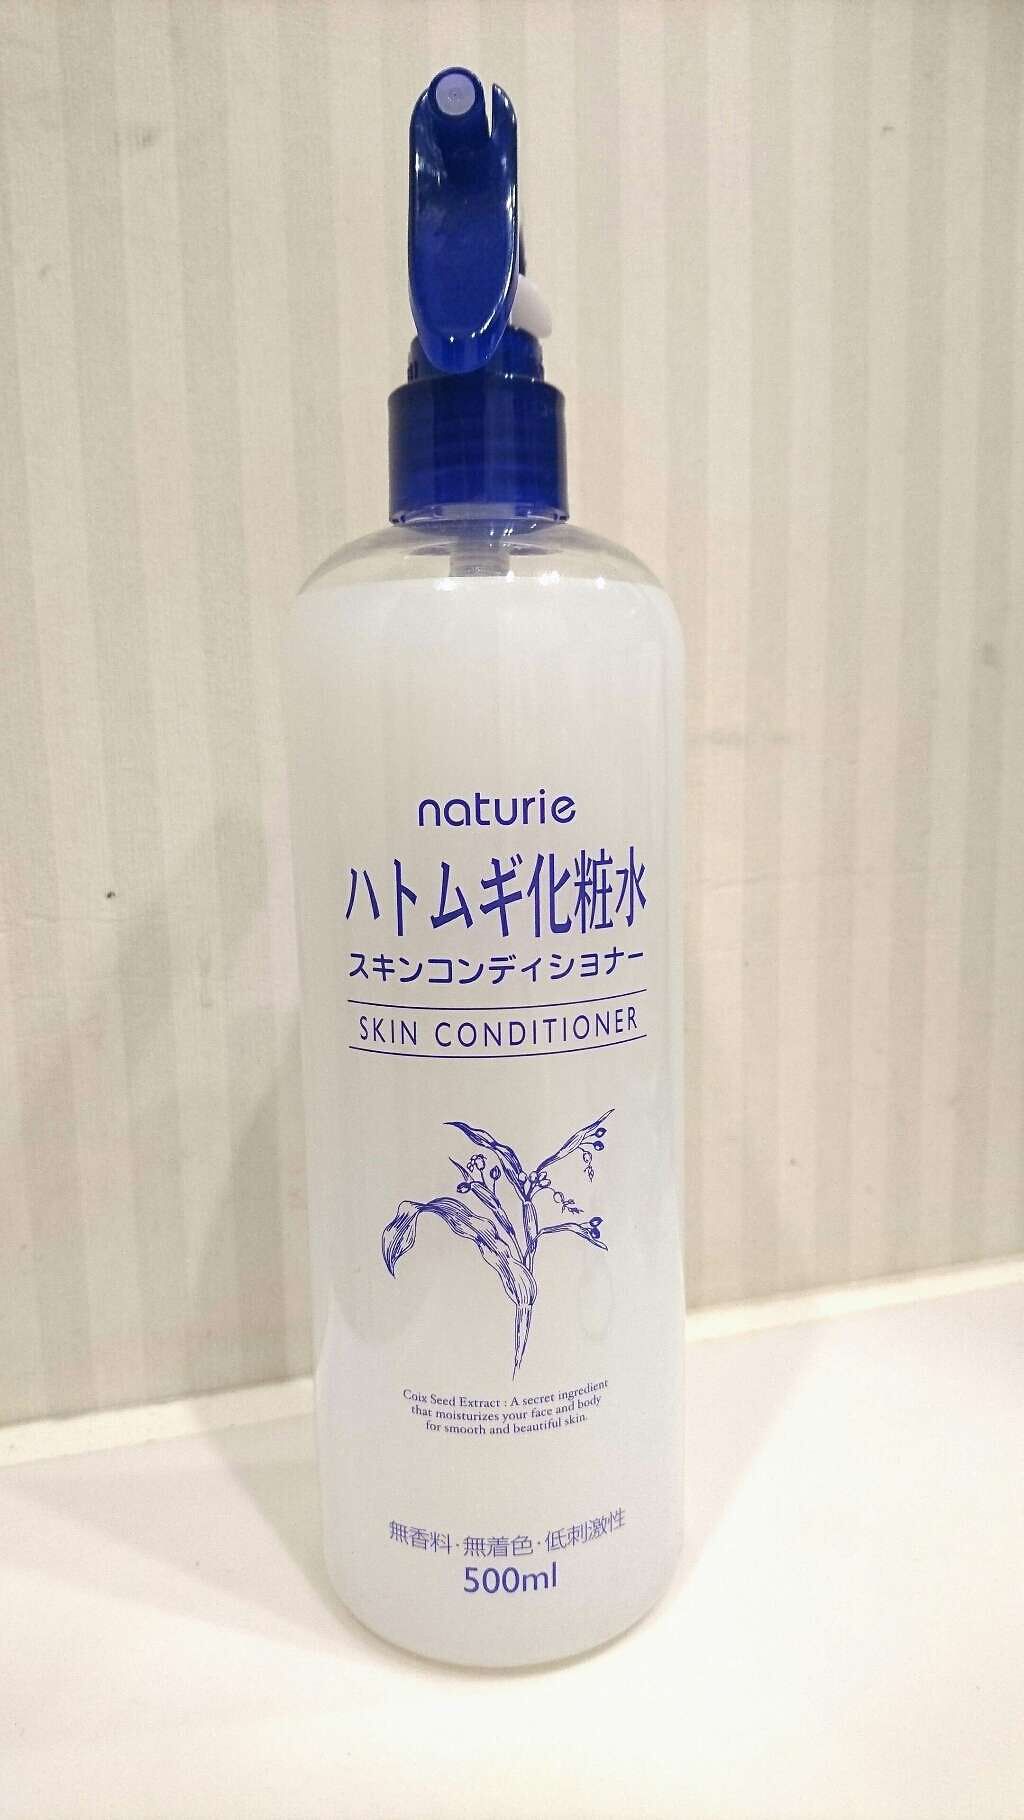 naturie
ハトムギ化粧水
スキンコンディショナー
SKIN CONDITIONER
Coix Seed Extract : A secret ingredient
that moisturizes your face and body
for smooth and beautiful skin.
無香料・無着色・低刺激性
500ml